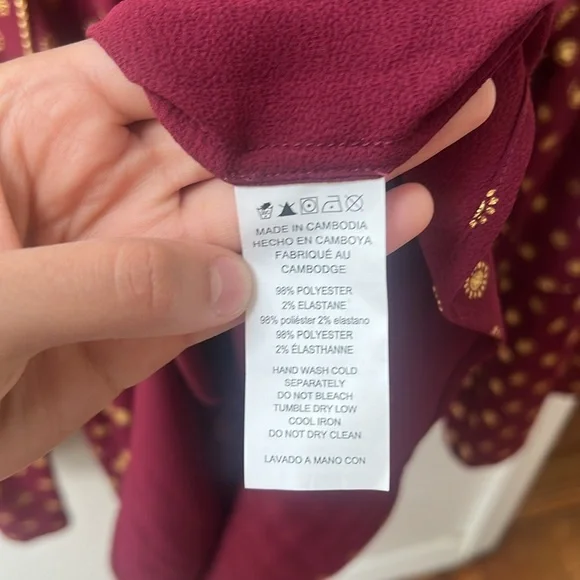 MADE IN CAMBODIA
HECHO EN CAMBOYA
FABRIQUÉ AU
CAMBODGE
98% POLYESTER
2% ELASTANE
98% poliéster 2% elastano
98% POLYESTER
2% ÉLASTHANNE
HAND WASH COLD
SEPARATELY
DO NOT BLEACH
TUMBLE DRY LOW
COOL IRON
DO NOT DRY CLEAN
LAVADO A MANO CON